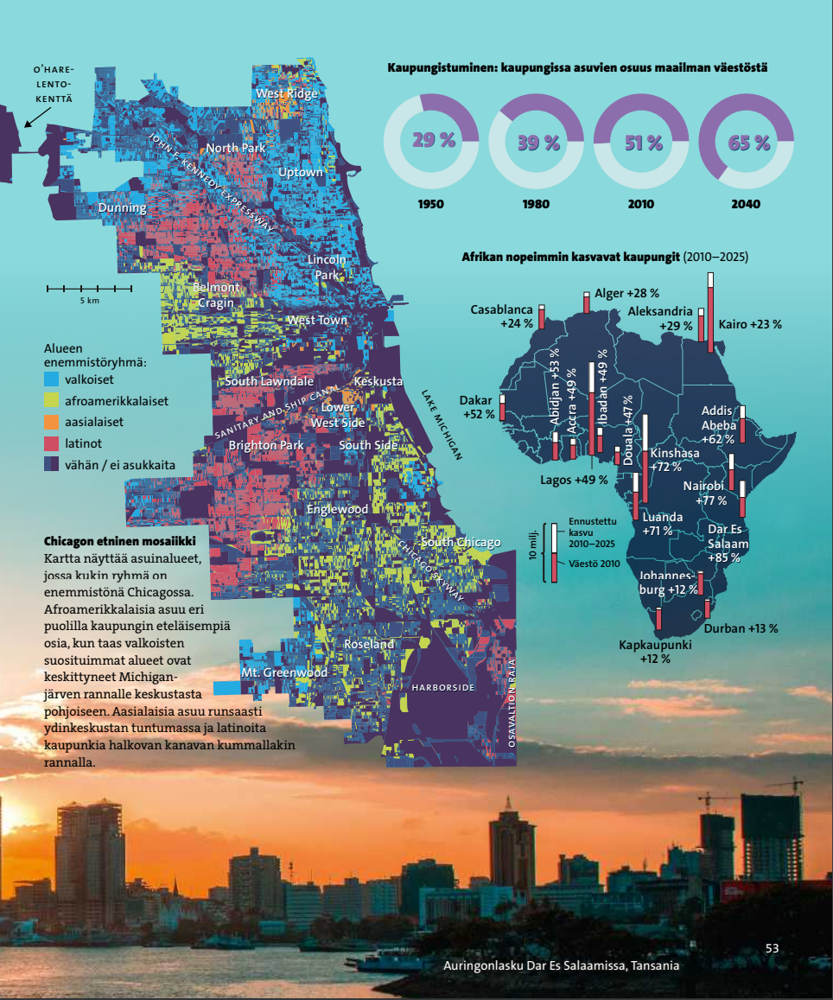 O'HARE-
LENTO-
KENTTÄ
West Ridge
JOHN F. KENNEDY EXPRESSWAY
North Park
Uptown
Dunning
Lincoln
Park
5 km
Belmont
Cragin
West Town
Alueen
enemmistöryhmä:
valkoiset
afroamerikkalaiset
aasialaiset
latinot
vähän / ei asukkaita
South Lawndale
Keskusta
SANITARY AND SHIP CANAL
Lower
West Side
LAKE MICHIGAN
Brighton Park
South Side
Englewood
South Chicago
CHICAGO SKYWAY
Roseland
Mt. Greenwood
HARBORSIDE
OSAVALTION RAJA
Chicagon etninen mosaiikki
Kartta näyttää asuinalueet,
jossa kukin ryhmä on
enemmistönä Chicagossa.
Afroamerikkalaisia asuu eri
puolilla kaupungin eteläisempiä
osia, kun taas valkoisten
suosituimmat alueet ovat
keskittyneet Michigan-
järven rannalle keskustasta
pohjoiseen. Aasialaisia asuu runsaasti
ydinkeskustan tuntumassa ja latinoita
kaupunkia halkovan kanavan kummallakin
rannalla.
Kaupungistuminen: kaupungissa asuvien osuus maailman väestöstä
29 % 39 % 51 % 65 %
1950 1980 2010 2040
Afrikan nopeimmin kasvavat kaupungit (2010–2025)
Casablanca
+24 %
Alger +28 %
Aleksandria
+29 %
Kairo +23 %
Dakar
+52 %
Abidjan +53 %
Accra +49 %
Ibadan +49 %
Douala +47 %
Lagos +49 %
Addis
Abeba
+62 %
Kinshasa
+72 %
Nairobi
+77 %
Luanda
+71 %
Dar Es
Salaam
+85 %
10 milj.
Ennustettu
kasvu
2010–2025
Väestö 2010
Johannes-
burg +12 %
Durban +13 %
Kapkaupunki
+12 %
53
Auringonlasku Dar Es Salaamissa, Tansania